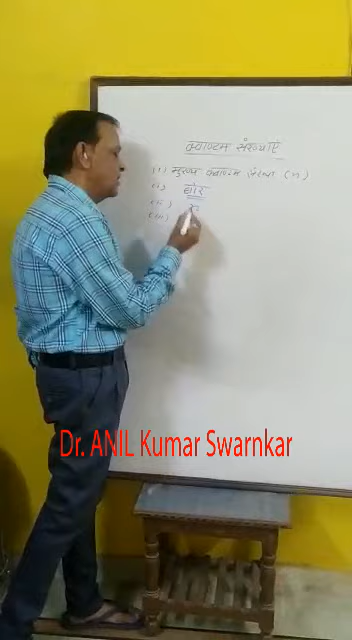 क्वाण्टम संख्याएं
(i) मुख्य क्वाण्टम संख्या (n)
(ii) बोर
(iii)
(iv)
Dr. ANIL Kumar Swarnkar